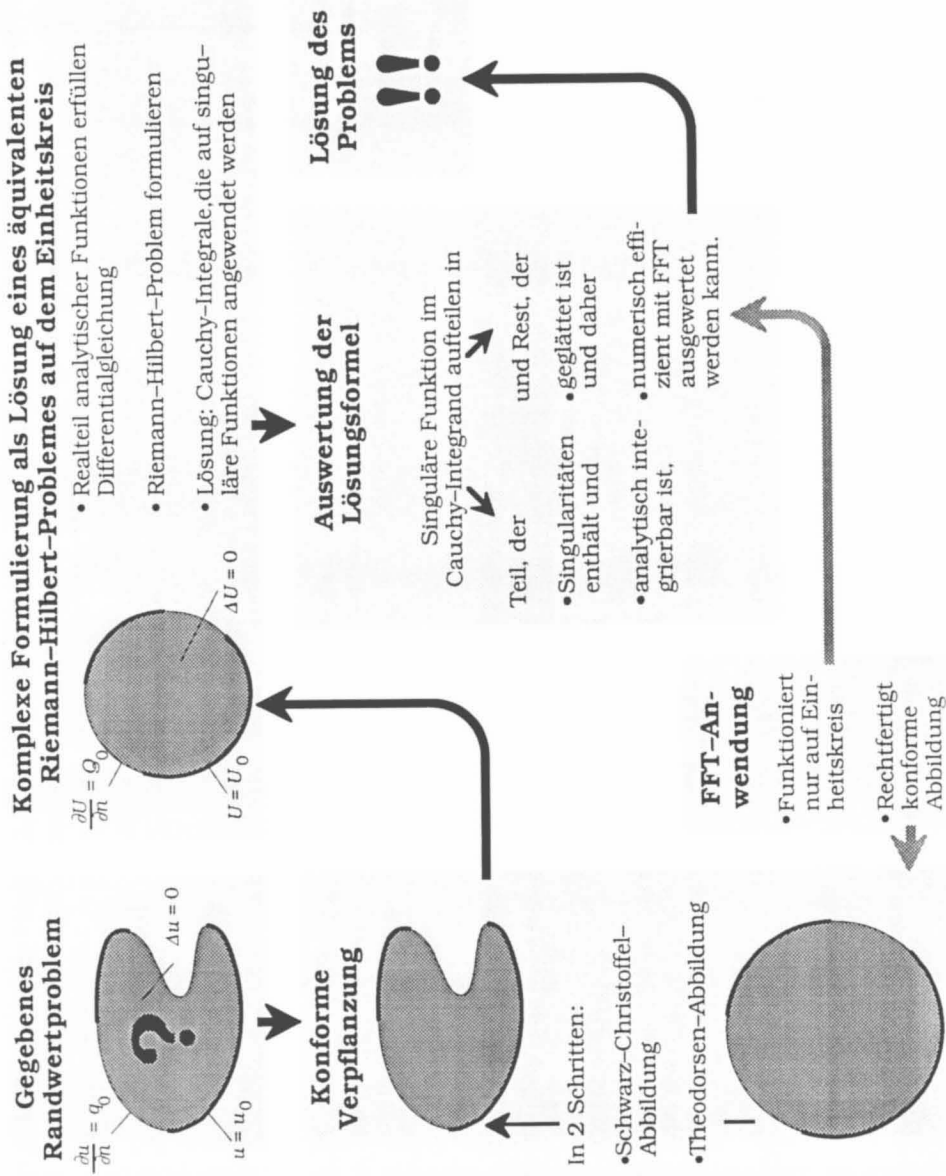 Gegebenes
Randwertproblem
∂u/∂n = q₀
Δu = 0
?
u = u₀
Konforme
Verpflanzung
In 2 Schritten:
•Schwarz–Christoffel–
Abbildung
•Theodorsen–Abbildung
Komplexe Formulierung als Lösung eines äquivalenten
Riemann–Hilbert–Problemes auf dem Einheitskreis
∂U/∂n = Q₀
ΔU = 0
U = U₀
• Realteil analytischer Funktionen erfüllen
Differentialgleichung
• Riemann–Hilbert–Problem formulieren
• Lösung: Cauchy–Integrale,die auf singu–
läre Funktionen angewendet werden
Auswertung der
Lösungsformel
Singuläre Funktion im
Cauchy–Integrand aufteilen in
Teil, der
•Singularitäten
enthält und
•analytisch inte–
grierbar ist,
und Rest, der
•geglättet ist
und daher
•numerisch effi–
zient mit FFT
ausgewertet
werden kann.
Lösung des
Problems
!!
FFT–An–
wendung
•Funktioniert
nur auf Ein–
heitskreis
•Rechtfertigt
konforme
Abbildung